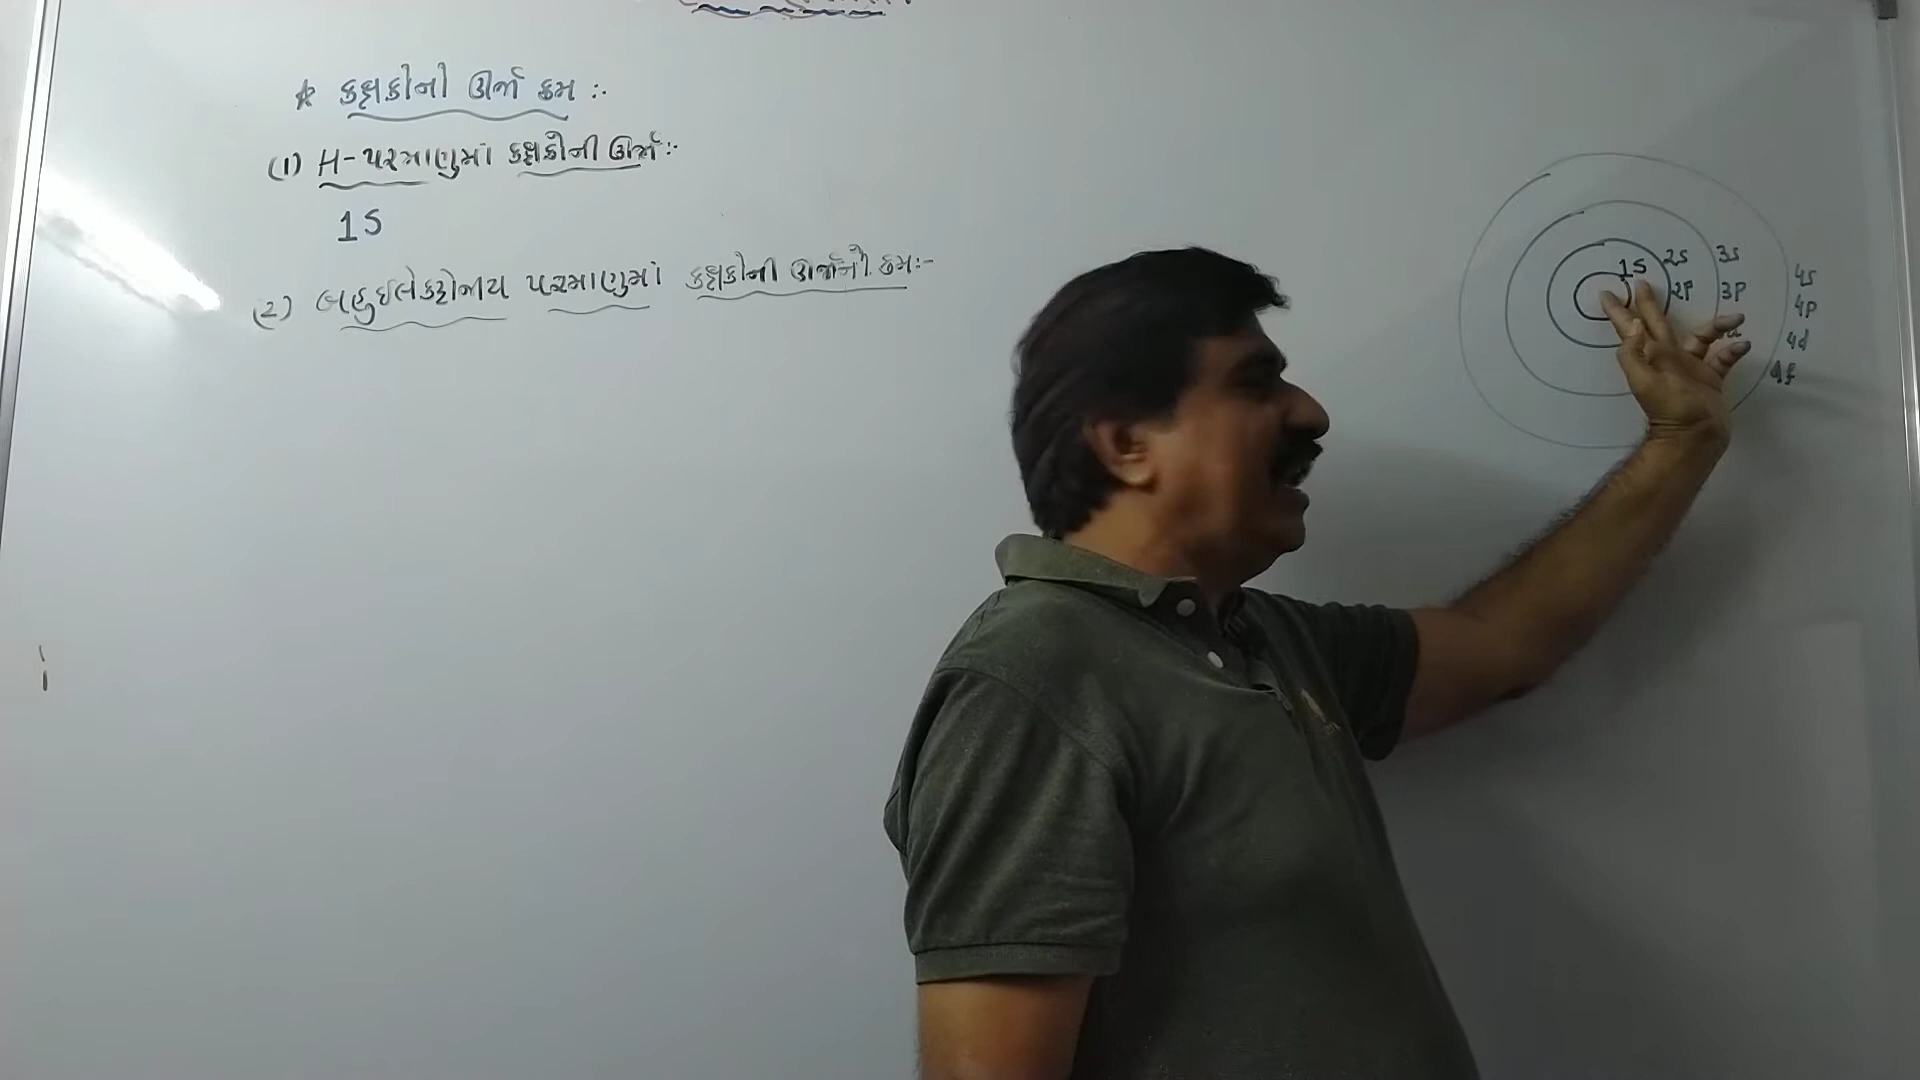 * કક્ષકોની ઊર્જા ક્રમ :-
(1) H-પરમાણુમાં કક્ષકોની ઊર્જા:-
1S
(2) બહુઈલેક્ટ્રોનીય પરમાણુમાં કક્ષકોની ઊર્જાનો ક્રમ:-
1S 2S 3S 4S
2P 3P 4P
4d
4f